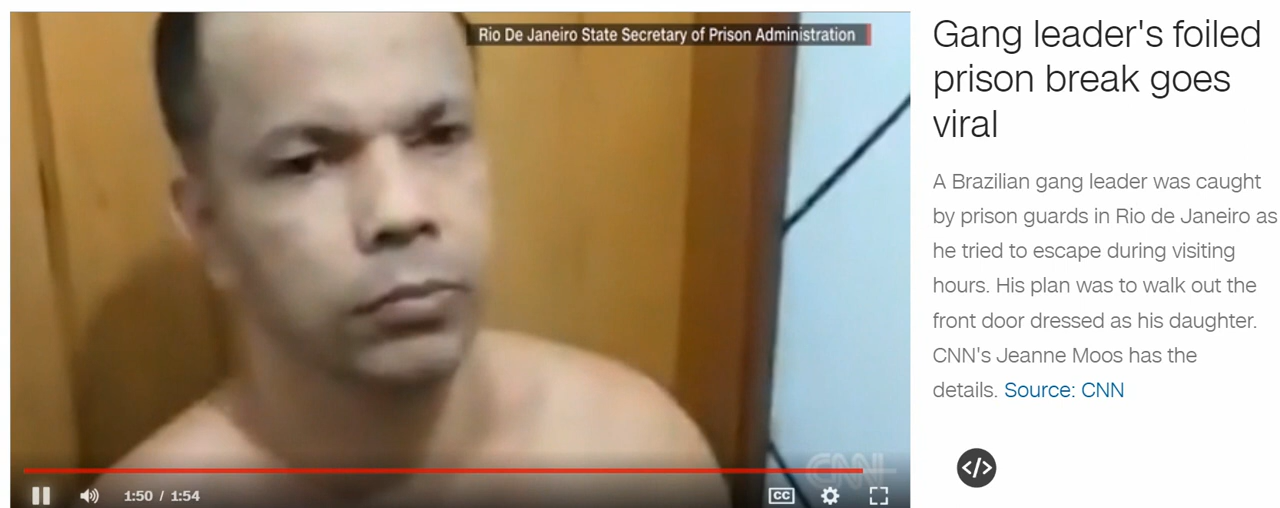 Rio De Janeiro State Secretary of Prison Administration
CNN
1:50 / 1:54
CC
Gang leader's foiled
prison break goes
viral
A Brazilian gang leader was caught
by prison guards in Rio de Janeiro as
he tried to escape during visiting
hours. His plan was to walk out the
front door dressed as his daughter.
CNN's Jeanne Moos has the
details. Source: CNN
</>